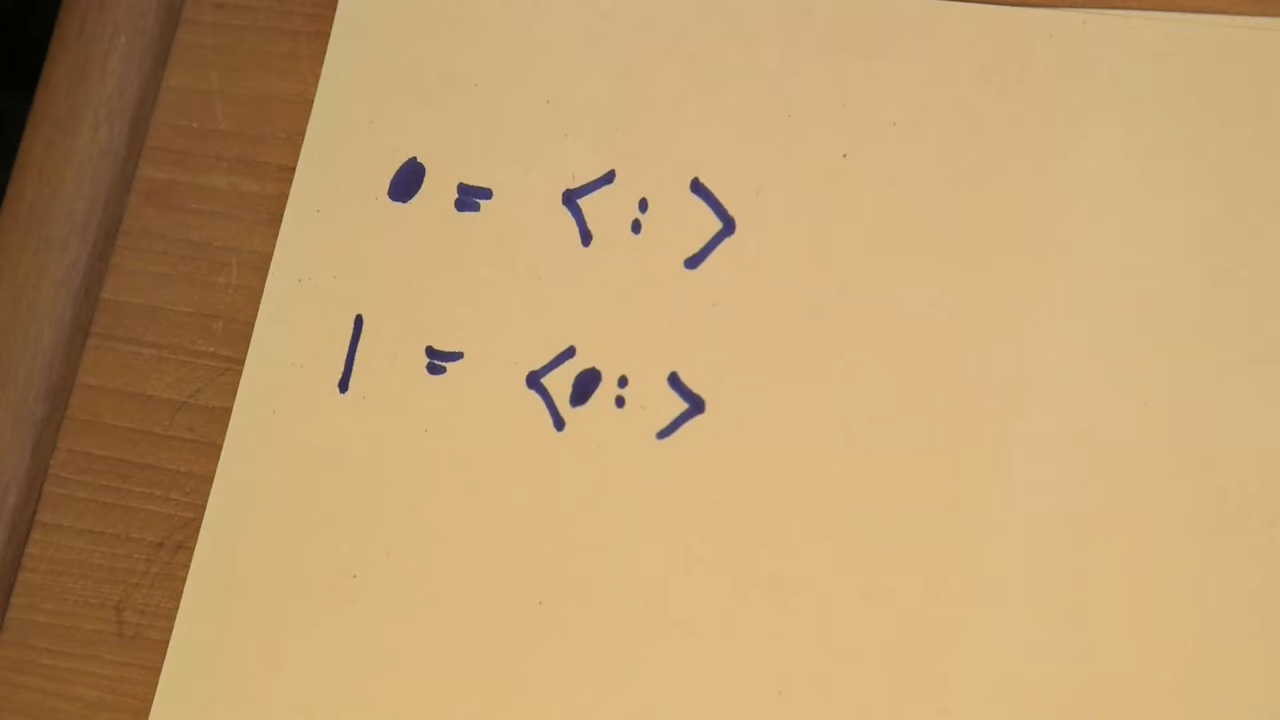 0 = < : >
1 = < 0 : >